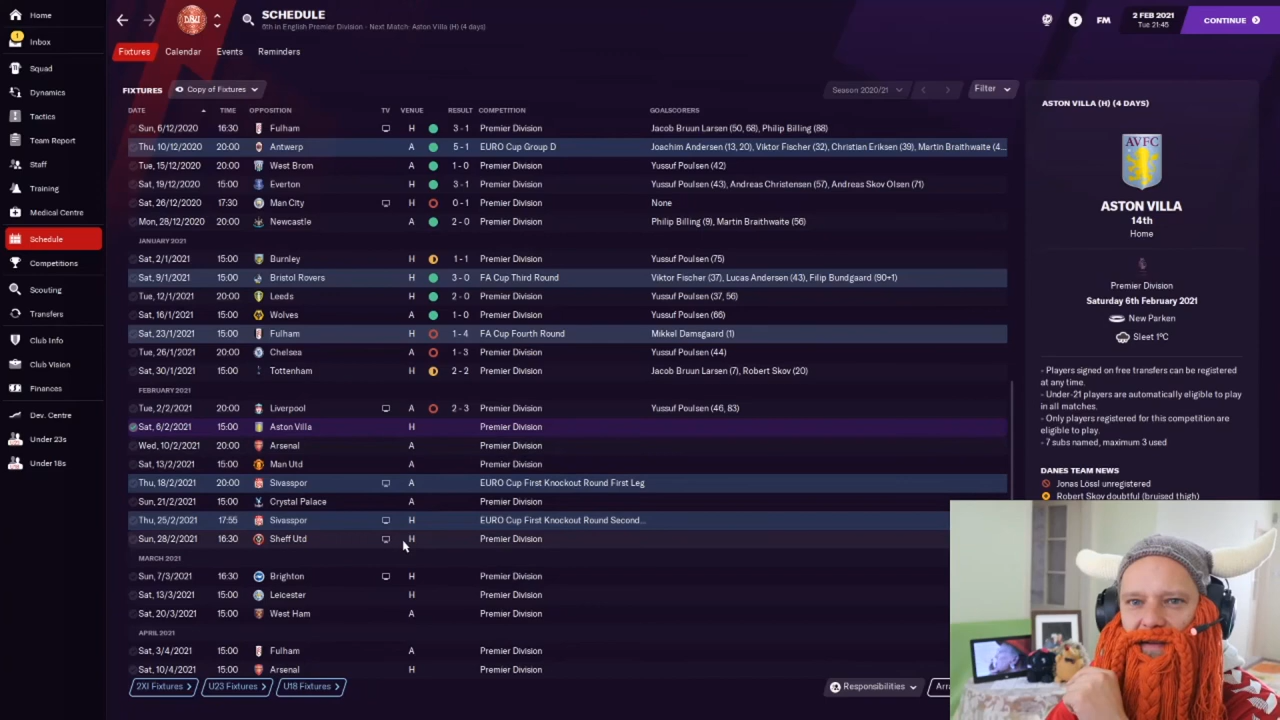 Home
Inbox
1
Squad
Dynamics
Tactics
Team Report
Staff
Training
Medical Centre
Schedule
Competitions
Scouting
Transfers
Club Info
Club Vision
Finances
Dev. Centre
Under 23s
Under 18s
DBU
SCHEDULE
6th in English Premier Division - Next Match: Aston Villa (H) (4 days)
FM
2 FEB 2021
Tue 21:45
CONTINUE
Fixtures Calendar Events Reminders
FIXTURES Copy of Fixtures Season 2020/21 Filter
DATE TIME OPPOSITION TV VENUE RESULT COMPETITION GOALSCORERS
Sun, 6/12/2020 16:30 Fulham H 3 - 1 Premier Division Jacob Bruun Larsen (50, 68), Philip Billing (88)
Thu, 10/12/2020 20:00 Antwerp A 5 - 1 EURO Cup Group D Joachim Andersen (13, 20), Viktor Fischer (32), Christian Eriksen (39), Martin Braithwaite (4...
Tue, 15/12/2020 20:00 West Brom A 1 - 0 Premier Division Yussuf Poulsen (42)
Sat, 19/12/2020 15:00 Everton H 3 - 1 Premier Division Yussuf Poulsen (43), Andreas Christensen (57), Andreas Skov Olsen (71)
Sat, 26/12/2020 17:30 Man City H 0 - 1 Premier Division None
Mon, 28/12/2020 20:00 Newcastle A 2 - 0 Premier Division Philip Billing (9), Martin Braithwaite (56)
JANUARY 2021
Sat, 2/1/2021 15:00 Burnley H 1 - 1 Premier Division Yussuf Poulsen (75)
Sat, 9/1/2021 15:00 Bristol Rovers H 3 - 0 FA Cup Third Round Viktor Fischer (37), Lucas Andersen (43), Filip Bundgaard (90+1)
Tue, 12/1/2021 20:00 Leeds H 2 - 0 Premier Division Yussuf Poulsen (37, 56)
Sat, 16/1/2021 15:00 Wolves H 1 - 0 Premier Division Yussuf Poulsen (66)
Sat, 23/1/2021 15:00 Fulham H 1 - 4 FA Cup Fourth Round Mikkel Damsgaard (1)
Tue, 26/1/2021 20:00 Chelsea A 1 - 3 Premier Division Yussuf Poulsen (44)
Sat, 30/1/2021 15:00 Tottenham H 2 - 2 Premier Division Jacob Bruun Larsen (7), Robert Skov (20)
FEBRUARY 2021
Tue, 2/2/2021 20:00 Liverpool A 2 - 3 Premier Division Yussuf Poulsen (46, 83)
Sat, 6/2/2021 15:00 Aston Villa H Premier Division
Wed, 10/2/2021 20:00 Arsenal A Premier Division
Sat, 13/2/2021 15:00 Man Utd A Premier Division
Thu, 18/2/2021 20:00 Sivasspor A EURO Cup First Knockout Round First Leg
Sun, 21/2/2021 15:00 Crystal Palace A Premier Division
Thu, 25/2/2021 17:55 Sivasspor H EURO Cup First Knockout Round Second...
Sun, 28/2/2021 16:30 Sheff Utd H Premier Division
MARCH 2021
Sun, 7/3/2021 16:30 Brighton H Premier Division
Sat, 13/3/2021 15:00 Leicester H Premier Division
Sat, 20/3/2021 15:00 West Ham A Premier Division
APRIL 2021
Sat, 3/4/2021 15:00 Fulham A Premier Division
Sat, 10/4/2021 15:00 Arsenal H Premier Division
2XI Fixtures U23 Fixtures U18 Fixtures Responsibilities Arra
ASTON VILLA (H) (4 DAYS)
AVFC
ASTON VILLA
14th
Home
Premier Division
Saturday 6th February 2021
New Parken
Sleet 1°C
- Players signed on free transfers can be registered
at any time.
- Under-21 players are automatically eligible to play
in all matches.
- Only players registered for this competition are
eligible to play.
- 7 subs named, maximum 3 used
DANES TEAM NEWS
Jonas Lössl unregistered
Robert Skov doubtful (bruised thigh)